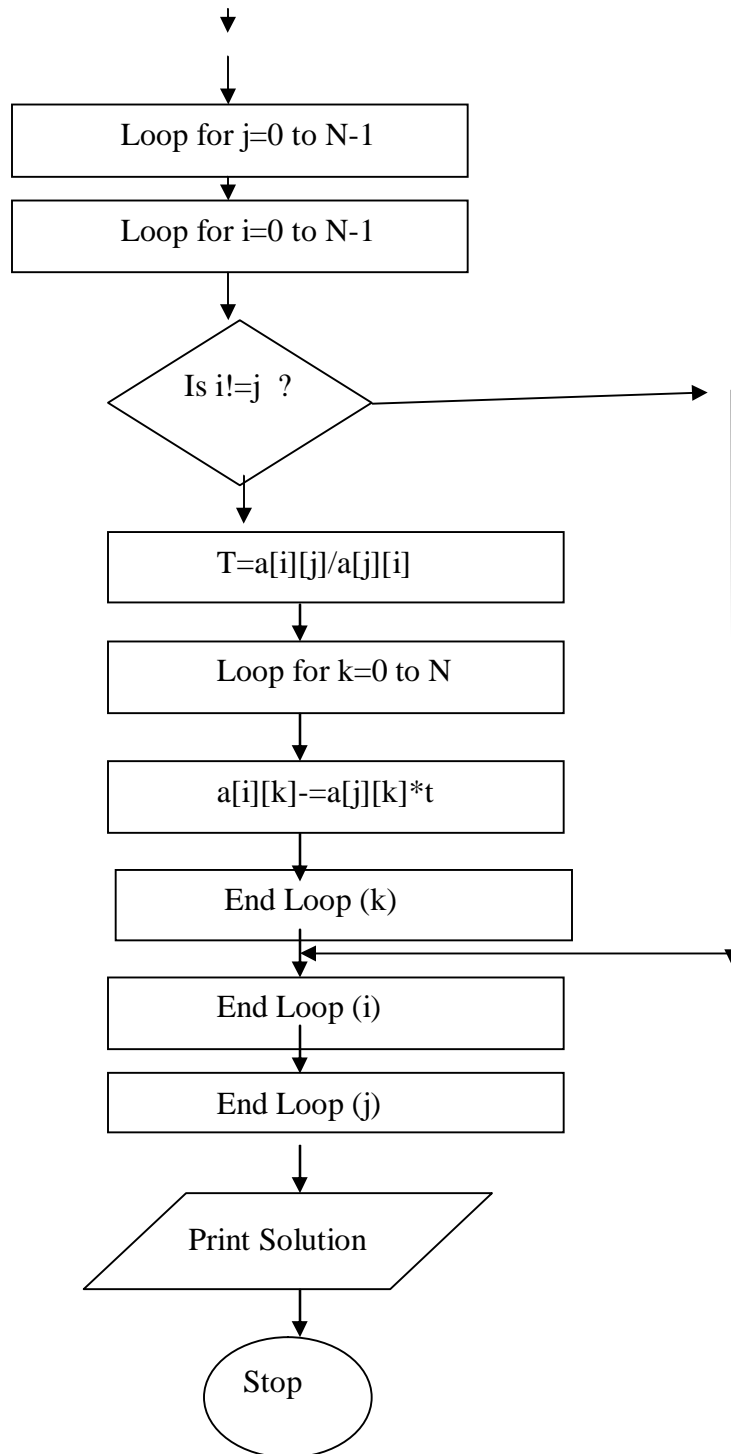 Loop for j=0 to N-1
Loop for i=0 to N-1
Is i!=j ?
T=a[i][j]/a[j][i]
Loop for k=0 to N
a[i][k]-=a[j][k]*t
End Loop (k)
End Loop (i)
End Loop (j)
Print Solution
Stop